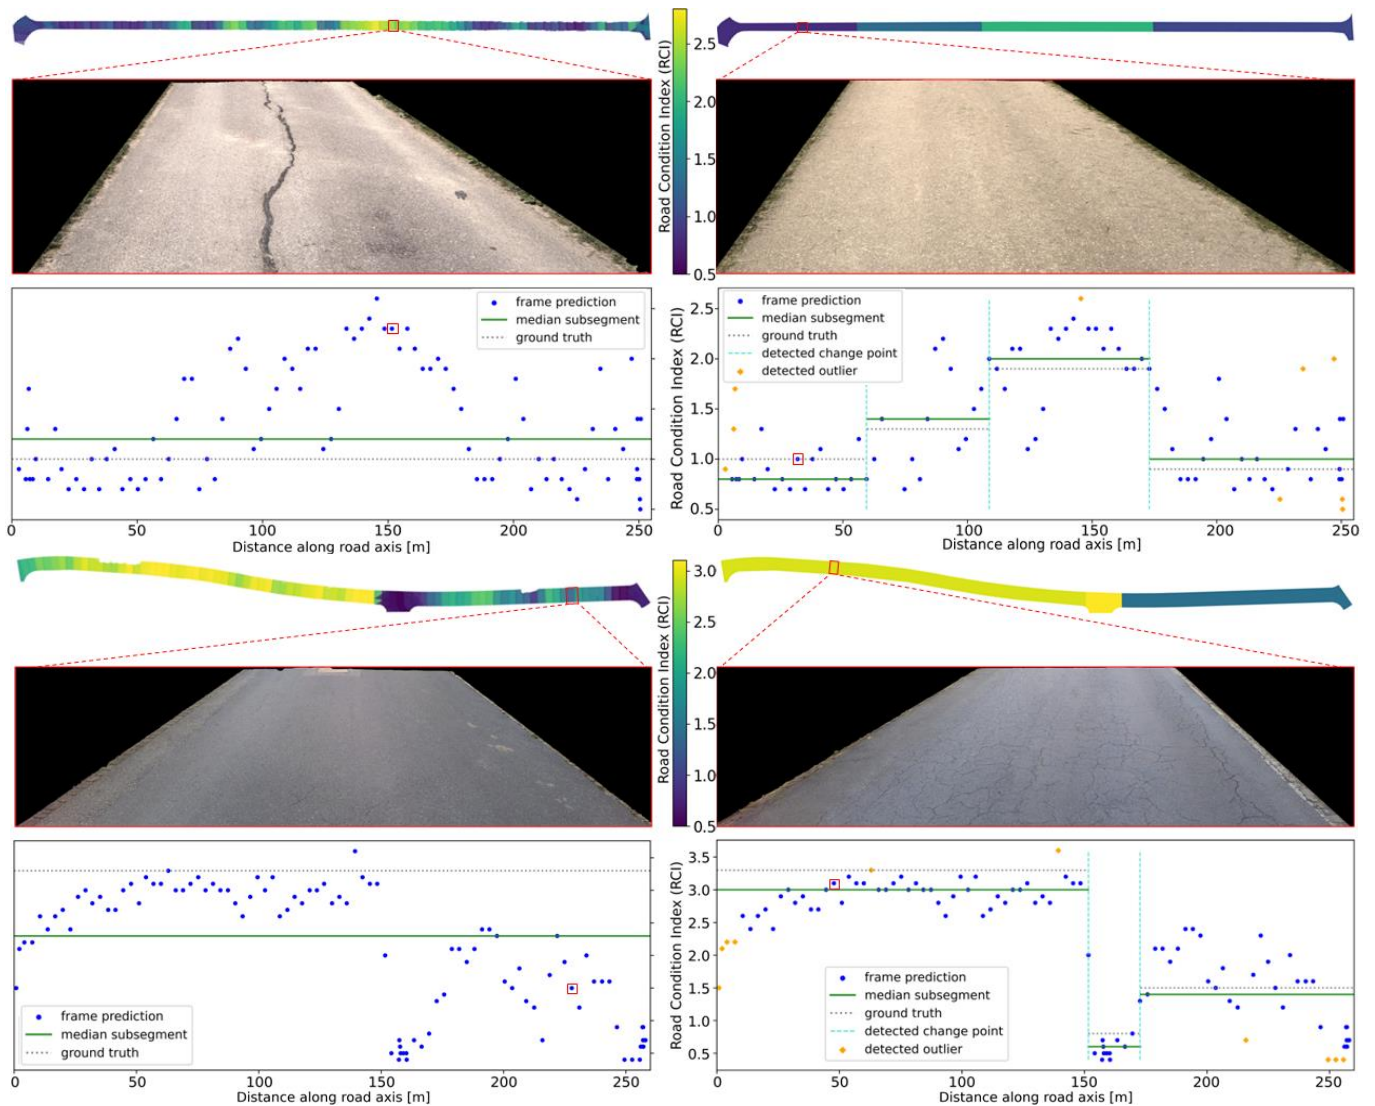 Road Condition Index (RCI)
2.5
2.0
1.5
1.0
0.5
frame prediction
median subsegment
ground truth
0
50
100
150
200
250
Distance along road axis [m]
Road Condition Index (RCI)
2.5
2.0
1.5
1.0
0.5
frame prediction
median subsegment
ground truth
detected change point
detected outlier
0
50
100
150
200
250
Distance along road axis [m]
Road Condition Index (RCI)
3.0
2.5
2.0
1.5
1.0
0.5
frame prediction
median subsegment
ground truth
0
50
100
150
200
250
Distance along road axis [m]
Road Condition Index (RCI)
3.5
3.0
2.5
2.0
1.5
1.0
0.5
frame prediction
median subsegment
ground truth
detected change point
detected outlier
0
50
100
150
200
250
Distance along road axis [m]